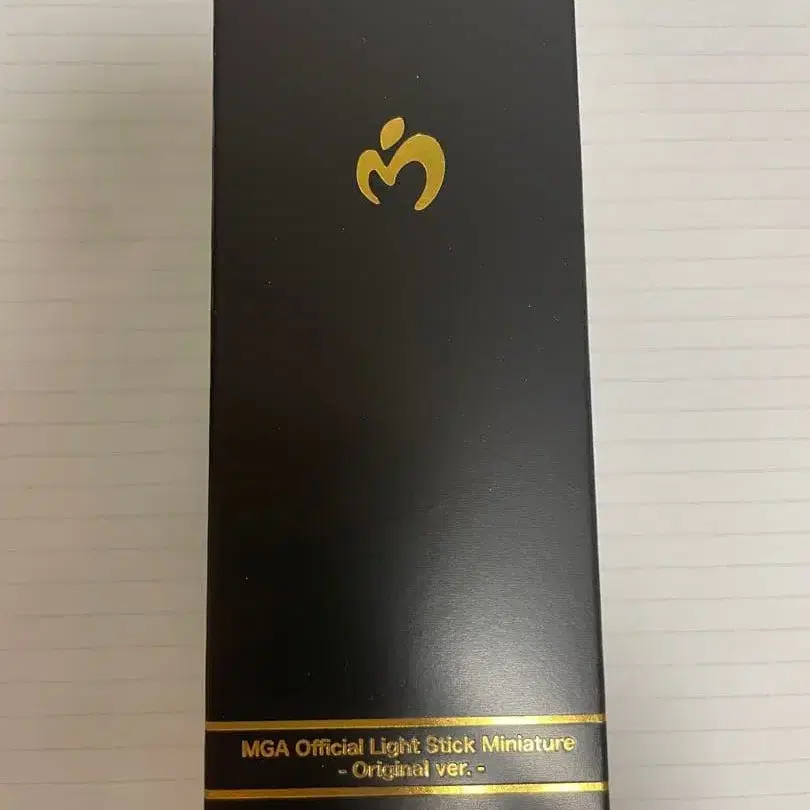 MGA Official Light Stick Miniature
- Original ver. -